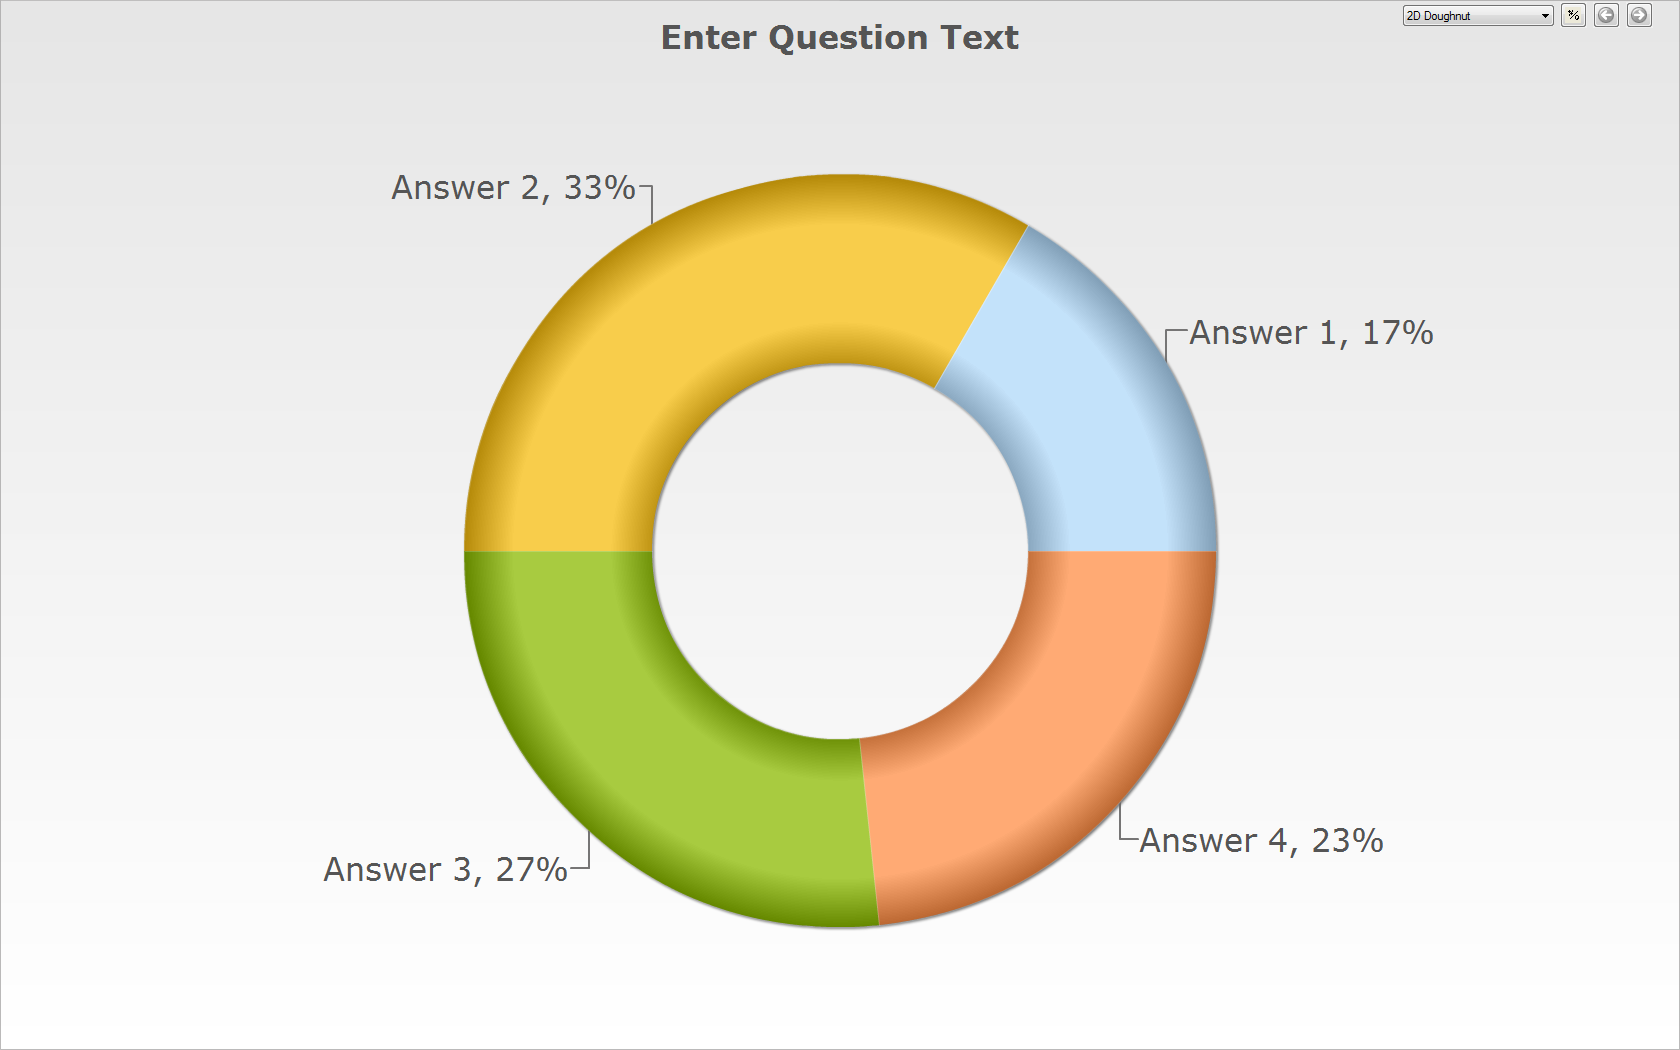 2D Doughnut
%
Enter Question Text
Answer 2, 33%
Answer 1, 17%
Answer 4, 23%
Answer 3, 27%